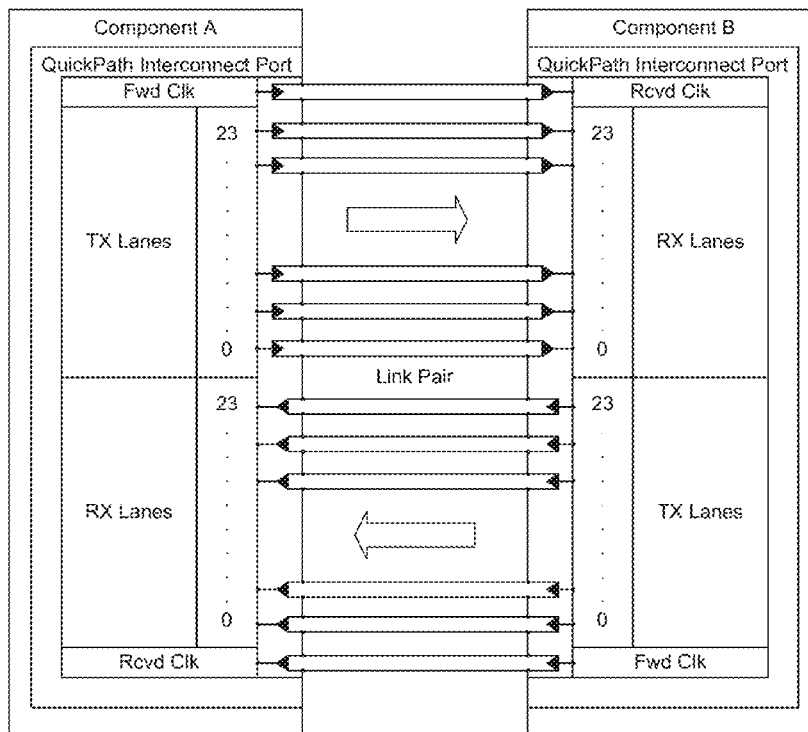 Component A
Component B
QuickPath Interconnect Port
QuickPath Interconnect Port
Fwd Clk
Rcvd Clk
23
23
TX Lanes
RX Lanes
0
0
Link Pair
23
23
RX Lanes
TX Lanes
0
0
Rcvd Clk
Fwd Clk